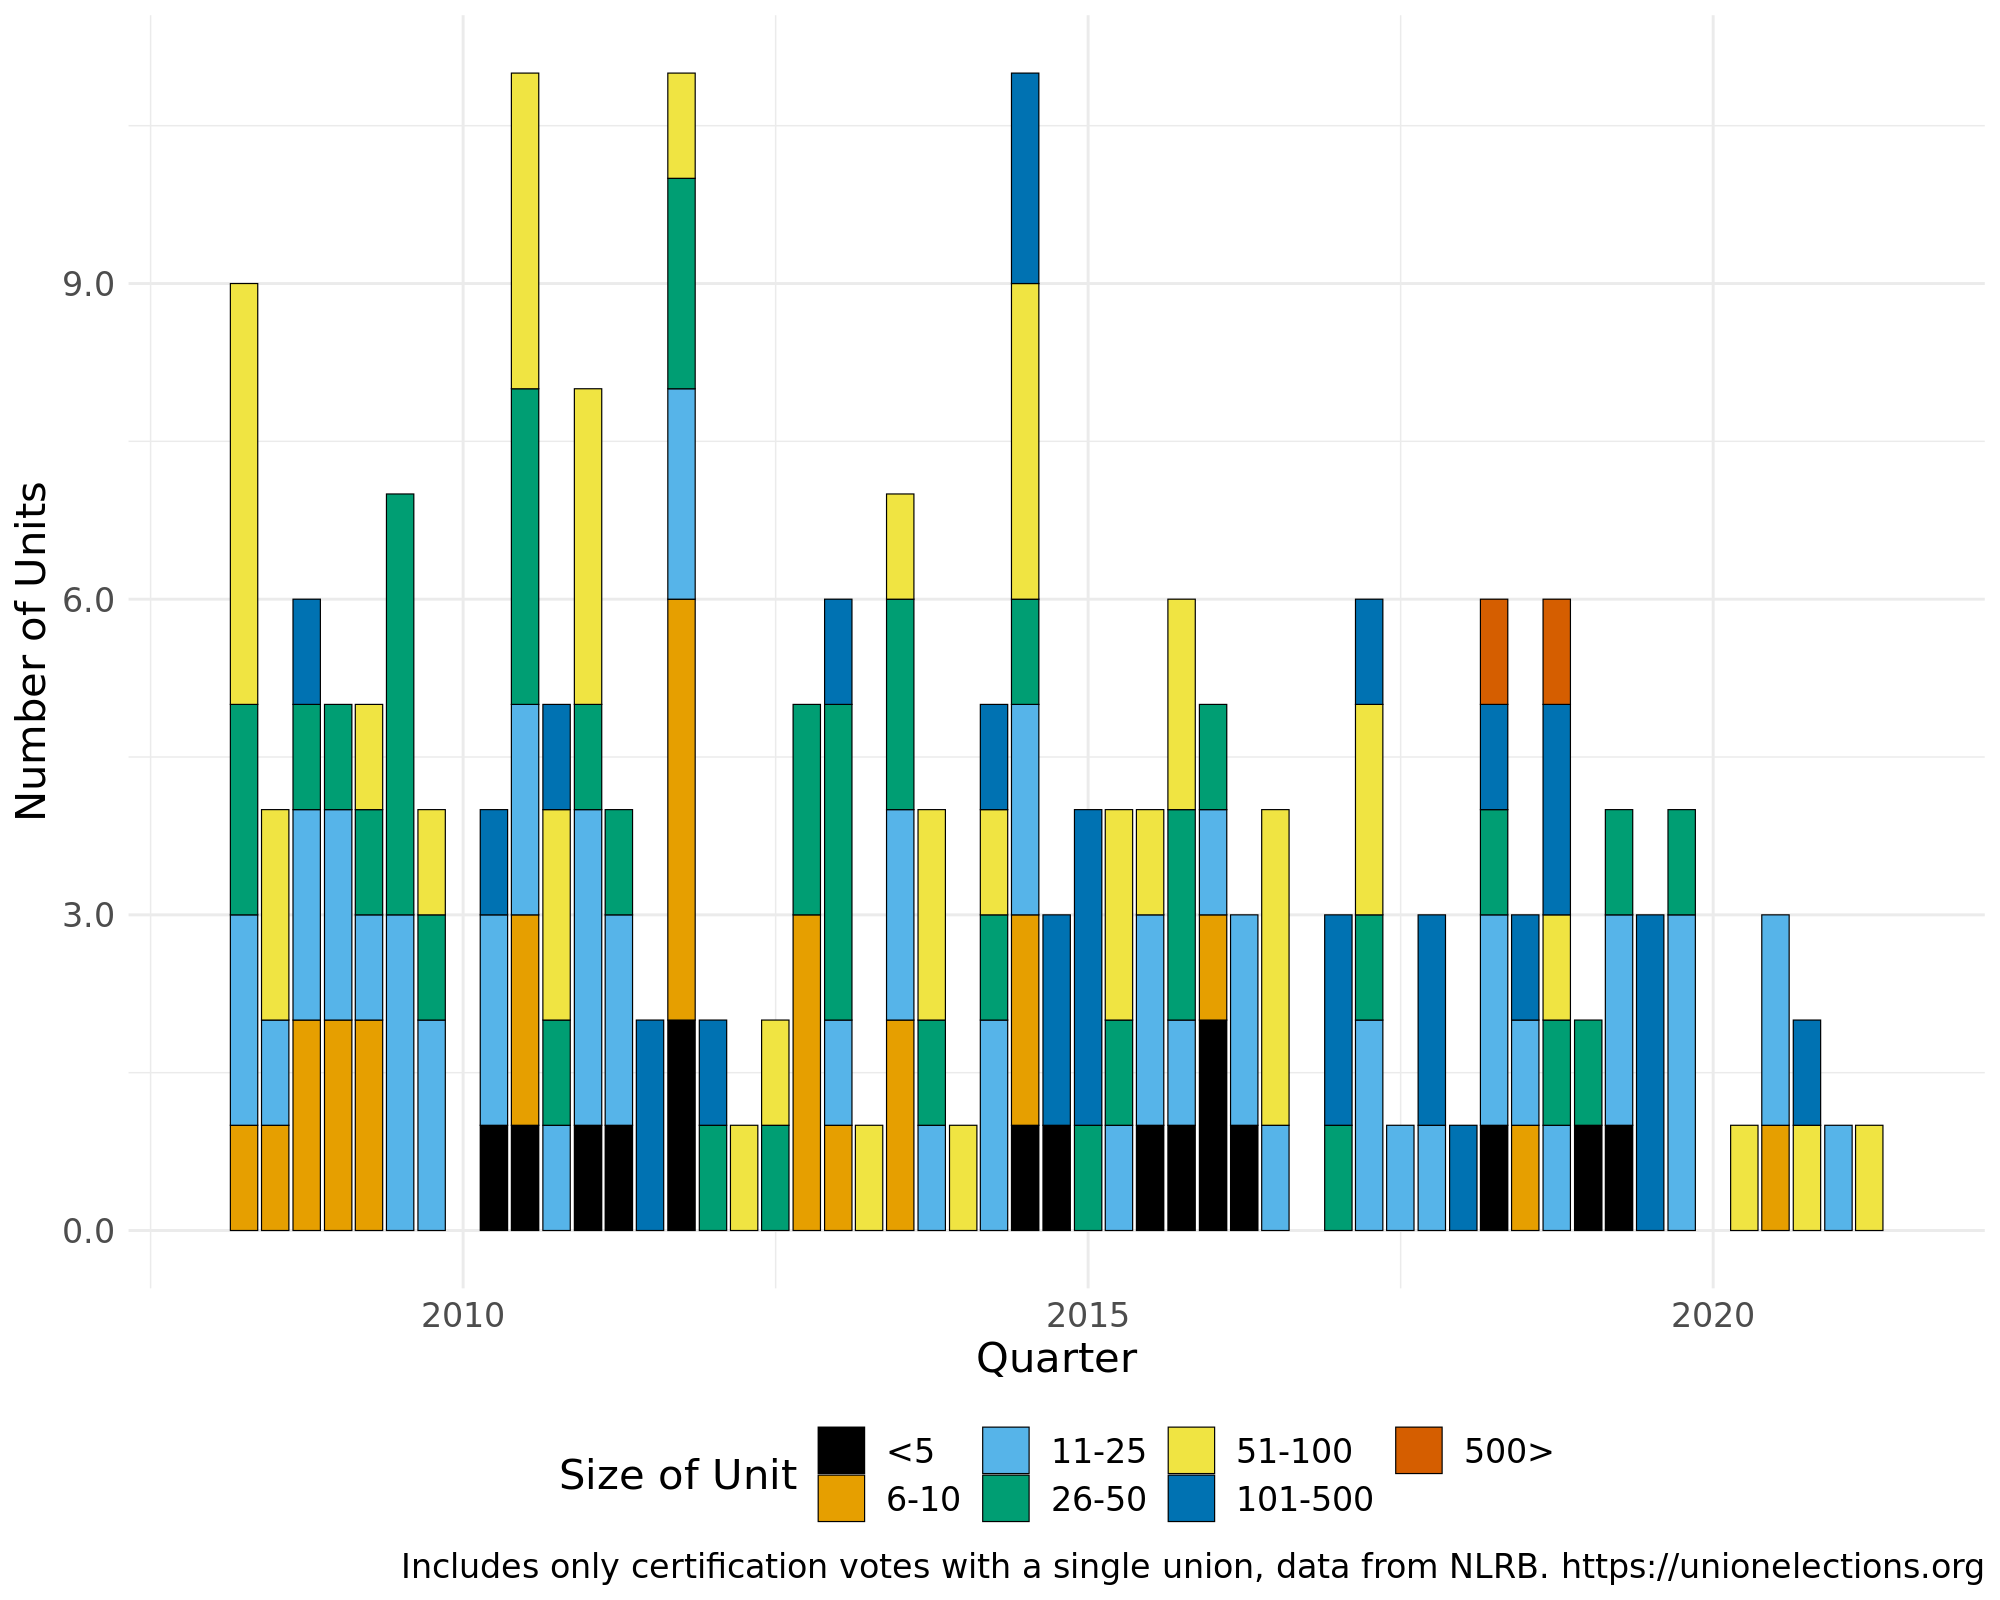 Number of Units
9.0
6.0
3.0
0.0
2010 2015 2020
Quarter
Size of Unit
<5 11-25 51-100 500>
6-10 26-50 101-500
Includes only certification votes with a single union, data from NLRB. https://unionelections.org